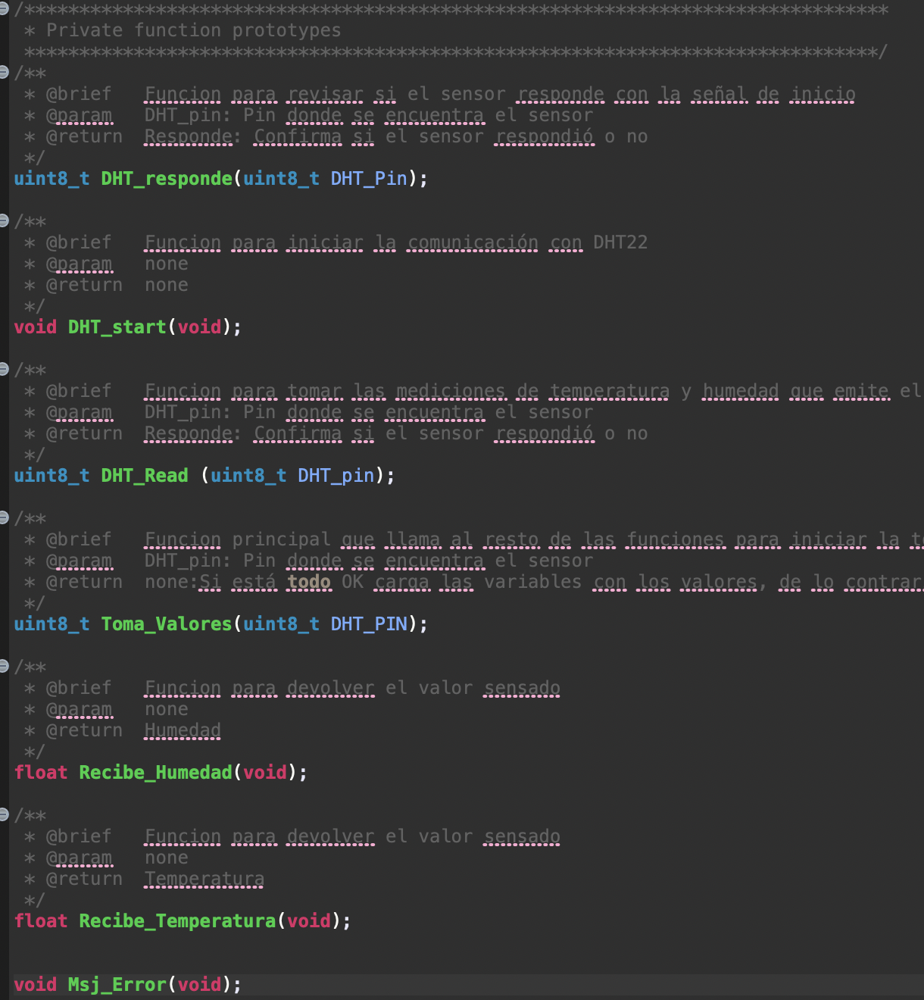 /*******************************************************************************
 * Private function prototypes
 ******************************************************************************/
/**
 * @brief   Funcion para revisar si el sensor responde con la señal de inicio
 * @param   DHT_pin: Pin donde se encuentra el sensor
 * @return  Responde: Confirma si el sensor respondió o no
 */
uint8_t DHT_responde(uint8_t DHT_Pin);
/**
 * @brief   Funcion para iniciar la comunicación con DHT22
 * @param   none
 * @return  none
 */
void DHT_start(void);
/**
 * @brief   Funcion para tomar las mediciones de temperatura y humedad que emite el
 * @param   DHT_pin: Pin donde se encuentra el sensor
 * @return  Responde: Confirma si el sensor respondió o no
 */
uint8_t DHT_Read (uint8_t DHT_pin);
/**
 * @brief   Funcion principal que llama al resto de las funciones para iniciar la
 * @param   DHT_pin: Pin donde se encuentra el sensor
 * @return  none:Si está todo OK carga las variables con los valores, de lo contrar
 */
uint8_t Toma_Valores(uint8_t DHT_PIN);
/**
 * @brief   Funcion para devolver el valor sensado
 * @param   none
 * @return  Humedad
 */
float Recibe_Humedad(void);
/**
 * @brief   Funcion para devolver el valor sensado
 * @param   none
 * @return  Temperatura
 */
float Recibe_Temperatura(void);
void Msj_Error(void);